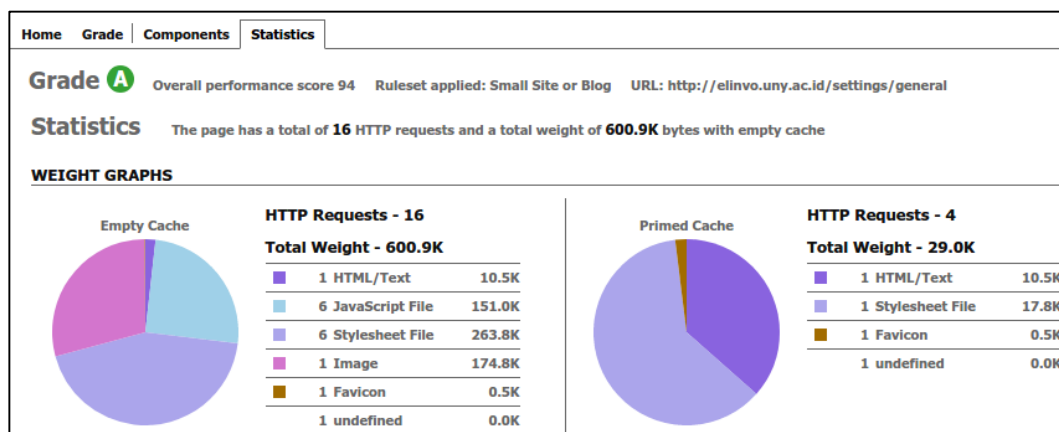 Home Grade Components Statistics
Grade A Overall performance score 94 Ruleset applied: Small Site or Blog URL: http://elinvo.uny.ac.id/settings/general
Statistics The page has a total of 16 HTTP requests and a total weight of 600.9K bytes with empty cache
WEIGHT GRAPHS
Empty Cache
HTTP Requests - 16
Total Weight - 600.9K
1 HTML/Text 10.5K
6 JavaScript File 151.0K
6 Stylesheet File 263.8K
1 Image 174.8K
1 Favicon 0.5K
1 undefined 0.0K
Primed Cache
HTTP Requests - 4
Total Weight - 29.0K
1 HTML/Text 10.5K
1 Stylesheet File 17.8K
1 Favicon 0.5K
1 undefined 0.0K